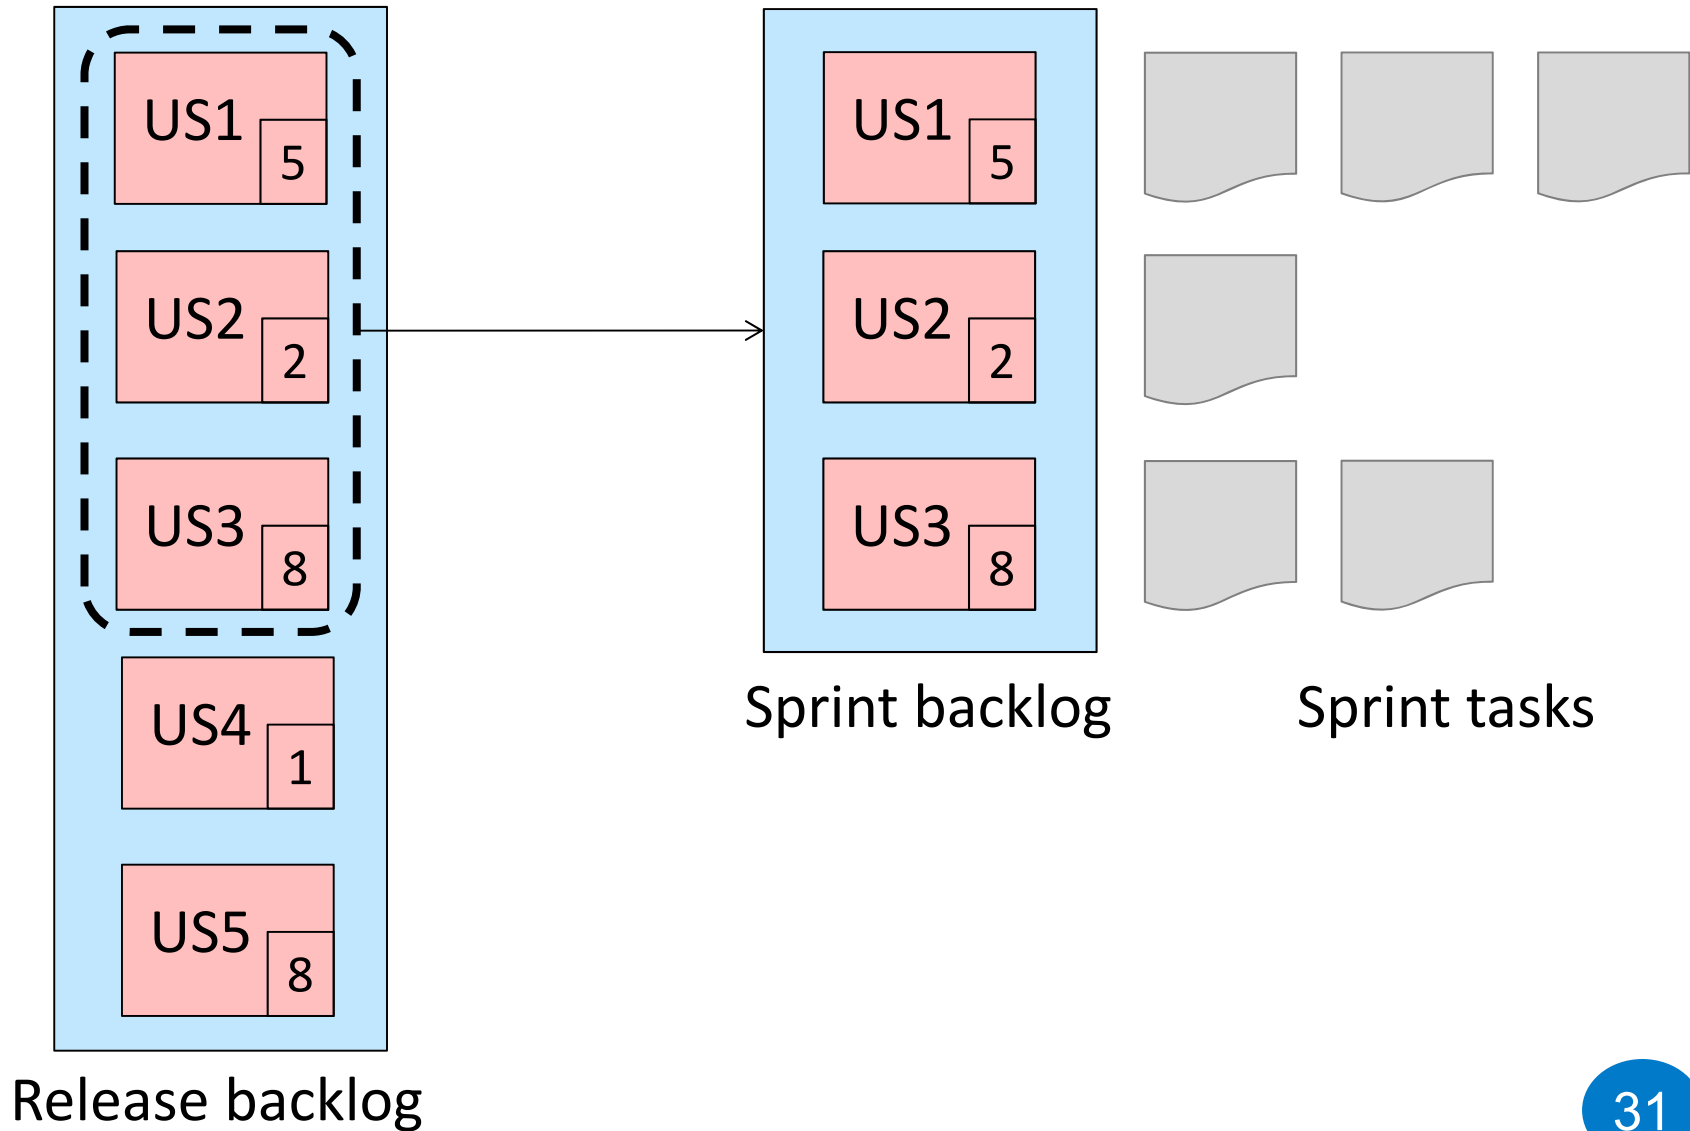 US1
5
US2
2
US3
8
US4
1
US5
8
Release backlog
US1
5
US2
2
US3
8
Sprint backlog
Sprint tasks
31